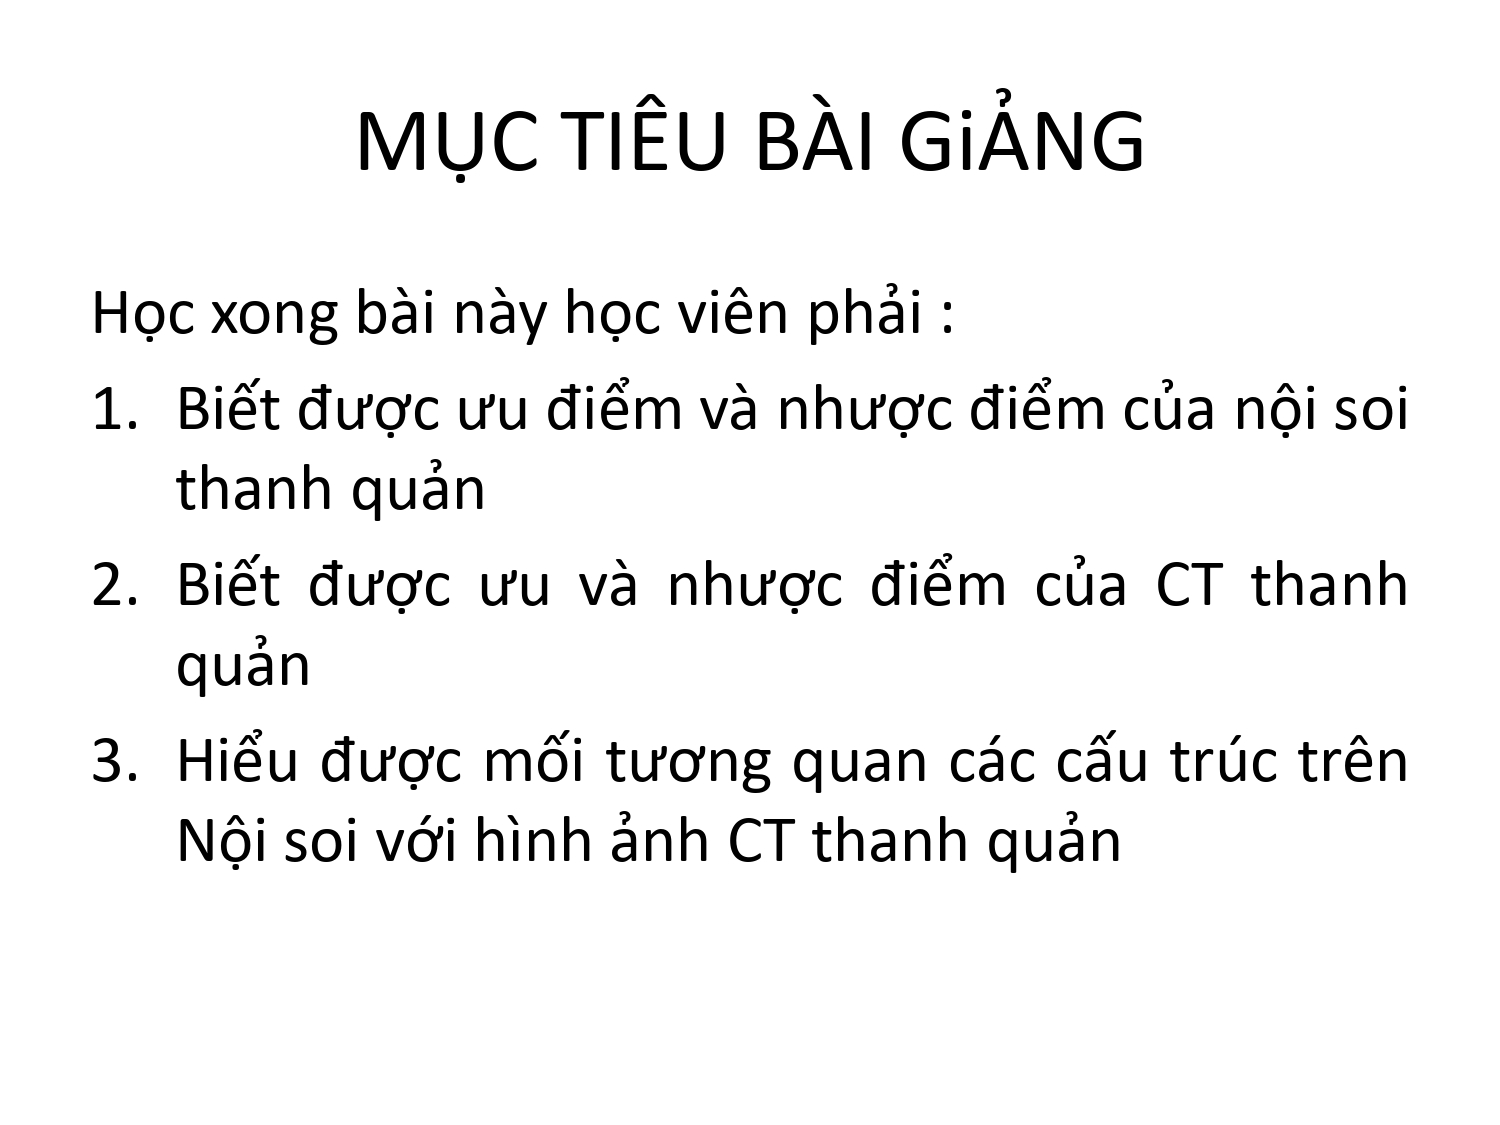 MỤC TIÊU BÀI GiẢNG
Học xong bài này học viên phải :
1. Biết được ưu điểm và nhược điểm của nội soi
thanh quản
2. Biết được ưu và nhược điểm của CT thanh
quản
3. Hiểu được mối tương quan các cấu trúc trên
Nội soi với hình ảnh CT thanh quản